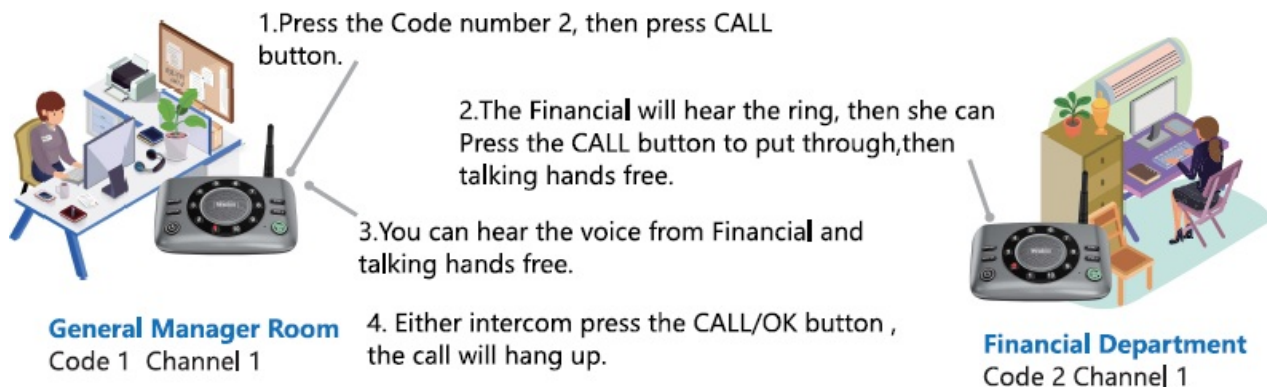 1.Press the Code number 2, then press CALL
button.
2.The Financial will hear the ring, then she can
Press the CALL button to put through,then
talking hands free.
3.You can hear the voice from Financial and
talking hands free.
4. Either intercom press the CALL/OK button ,
the call will hang up.
General Manager Room
Code 1 Channel 1
Financial Department
Code 2 Channel 1